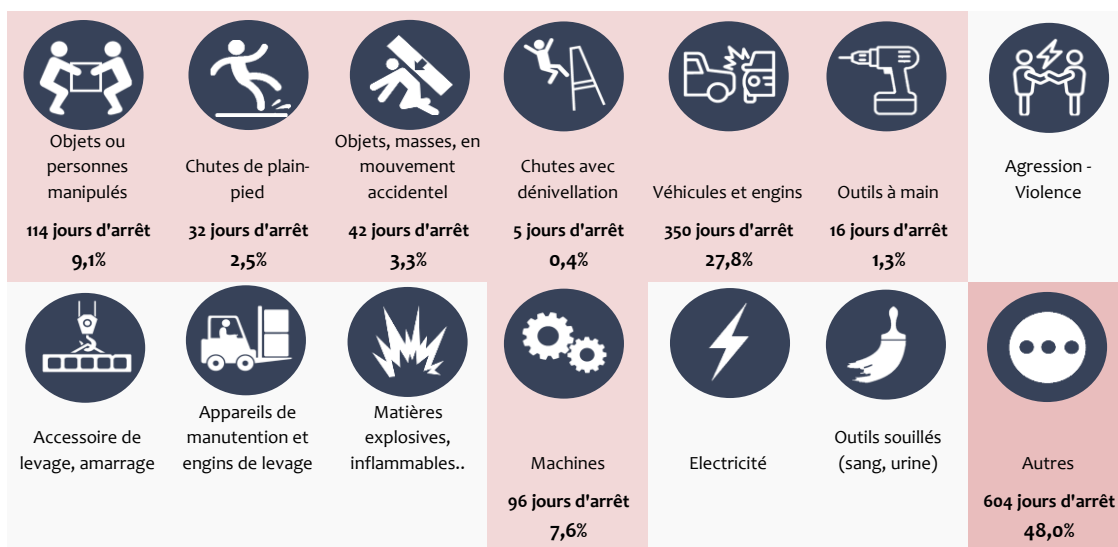 Objets ou
personnes
manipulés
114 jours d'arrêt
9,1%
Chutes de plain-
pied
32 jours d'arrêt
2,5%
Objets, masses, en
mouvement
accidentel
42 jours d'arrêt
3,3%
Chutes avec
dénivellation
5 jours d'arrêt
0,4%
Véhicules et engins
350 jours d'arrêt
27,8%
Outils à main
16 jours d'arrêt
1,3%
Agression -
Violence
Accessoire de
levage, amarrage
Appareils de
manutention et
engins de levage
Matières
explosives,
inflammables..
Machines
96 jours d'arrêt
7,6%
Electricité
Outils souillés
(sang, urine)
Autres
604 jours d'arrêt
48,0%